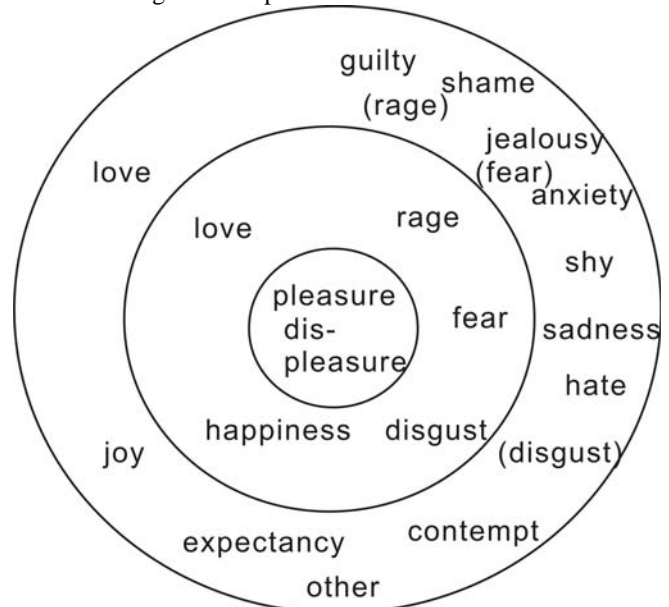 guilty
shame
(rage)
jealousy
love
(fear)
anxiety
love
rage
shy
pleasure
dis-
pleasure
fear
sadness
hate
happiness
disgust
joy
(disgust)
expectancy
contempt
other